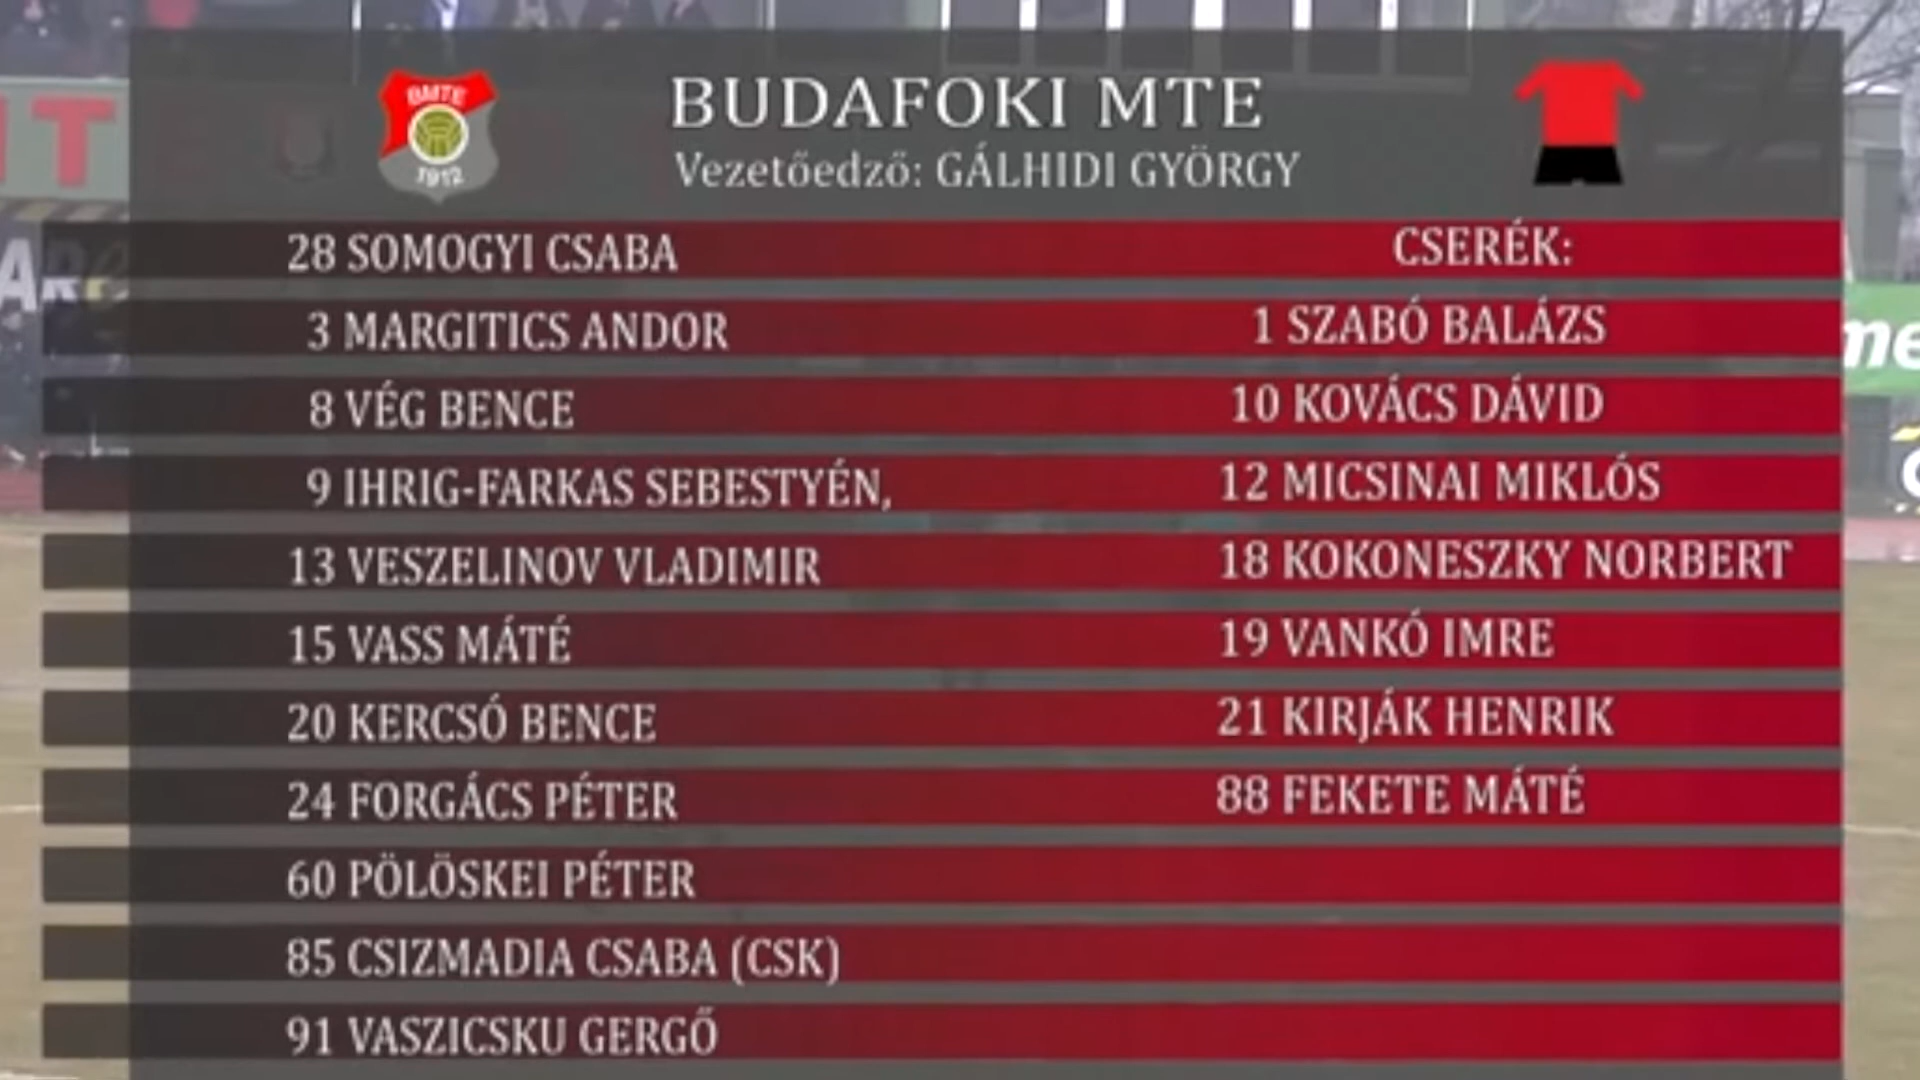 BMTE
1912
BUDAFOKI MTE
Vezetőedző: GÁLHIDI GYÖRGY
28 SOMOGYI CSABA
3 MARGITICS ANDOR
8 VÉG BENCE
9 IHRIG-FARKAS SEBESTYÉN,
13 VESZELINOV VLADIMIR
15 VASS MÁTÉ
20 KERCSÓ BENCE
24 FORGÁCS PÉTER
60 PÖLÖSKEI PÉTER
85 CSIZMADIA CSABA (CSK)
91 VASZICSKU GERGŐ
CSERÉK:
1 SZABÓ BALÁZS
10 KOVÁCS DÁVID
12 MICSINAI MIKLÓS
18 KOKONESZKY NORBERT
19 VANKÓ IMRE
21 KIRJÁK HENRIK
88 FEKETE MÁTÉ